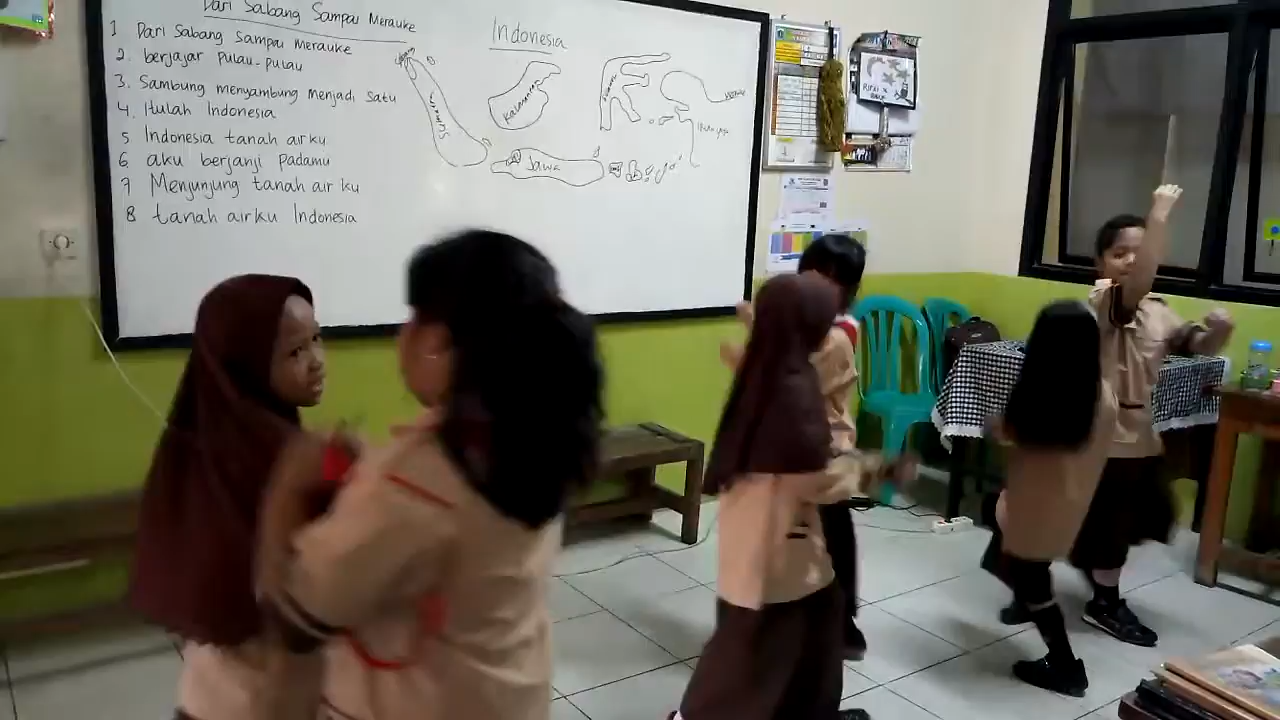 Dari Sabang Sampai Merauke
1. Dari Sabang Sampai Merauke
2. berjajar pulau-pulau
3. Sambung menyambung menjadi satu
4. Itulah Indonesia
5 Indonesia tanah airku
6 aku berjanji padamu
7 Menjunjung tanah air ku
8 tanah airku Indonesia
Indonesia
Sumatra
Kalimantan
Jawa